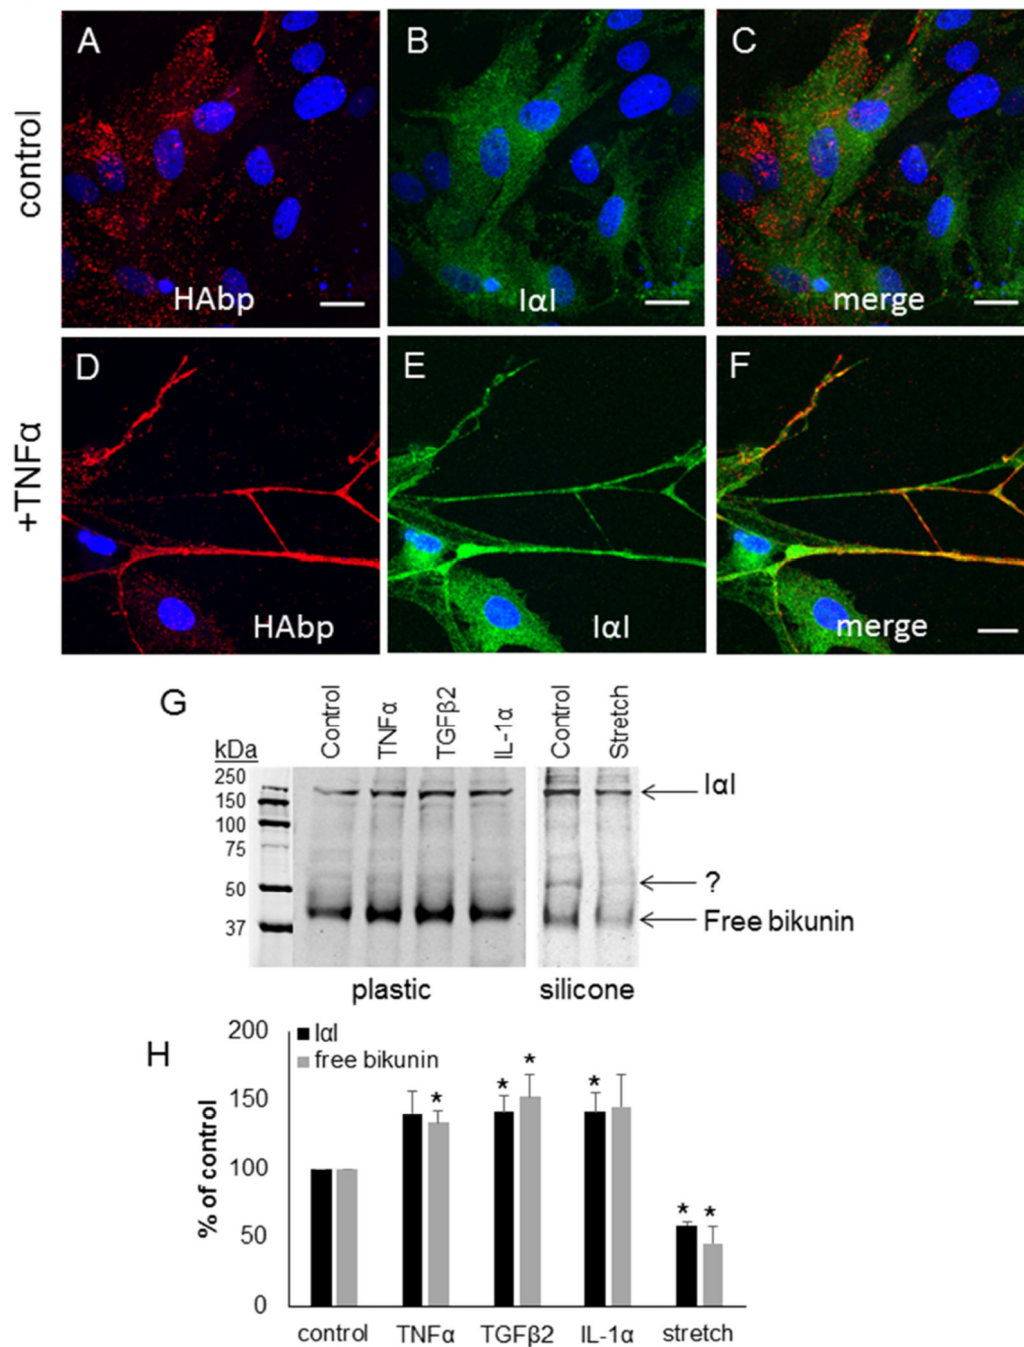 control
A
HAbp
B
IαI
C
merge
+TNFα
D
HAbp
E
IαI
F
merge
G
kDa
Control
TNFα
TGFβ2
IL-1α
Control
Stretch
250
150
100
75
50
37
IαI
?
Free bikunin
plastic
silicone
H
% of control
200
150
100
50
0
IαI
free bikunin
*
* *
*
* *
control TNFα TGFβ2 IL-1α stretch